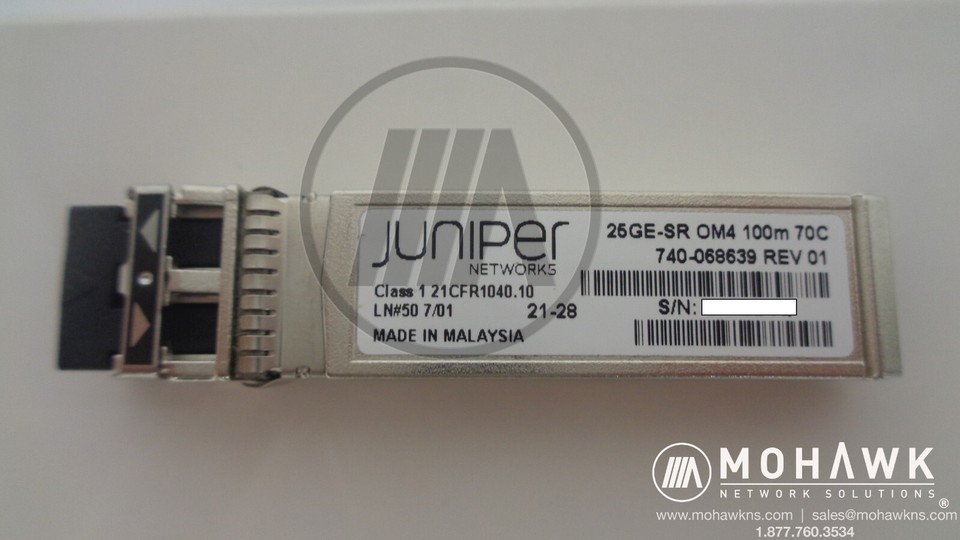 JUNIPEr
NETWORKS
25GE-SR OM4 100m 70C
740-068639 REV 01
Class 1 21CFR1040.10
LN#50 7/01
21-28
S/N:
MADE IN MALAYSIA
MOHAWK
NETWORK SOLUTIONS
®
www.mohawkns.com | sales@mohawkns.com
1.877.760.3534